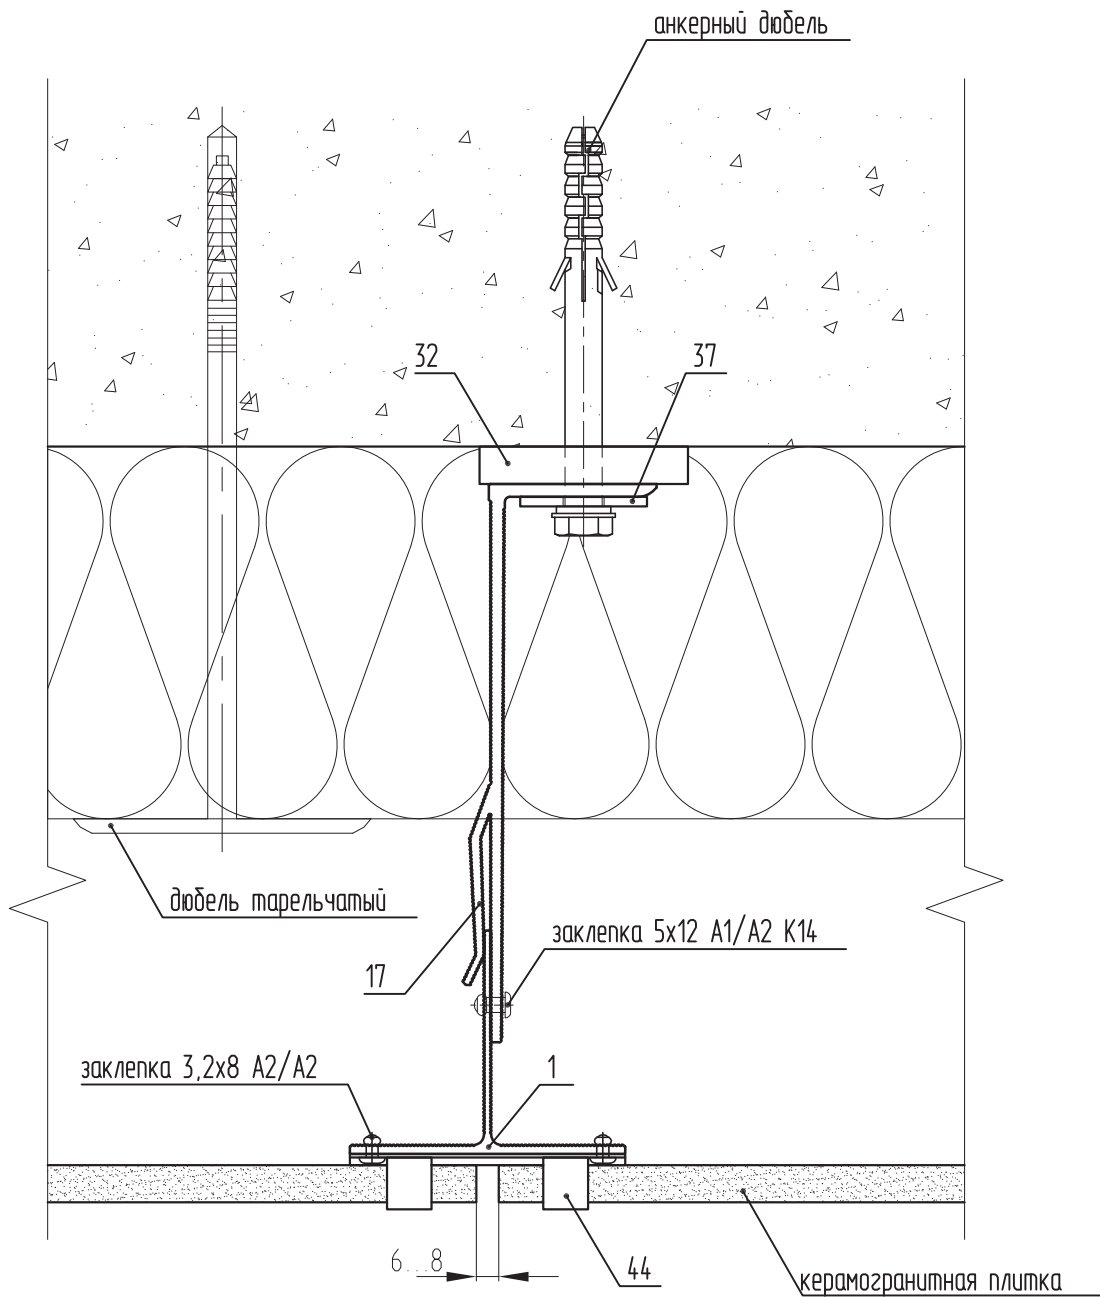 анкерный дюбель
32
37
дюбель тарельчатый
заклепка 5х12 А1/А2 К14
17
заклепка 3,2х8 А2/А2
1
6...8
44
керамогранитная плитка